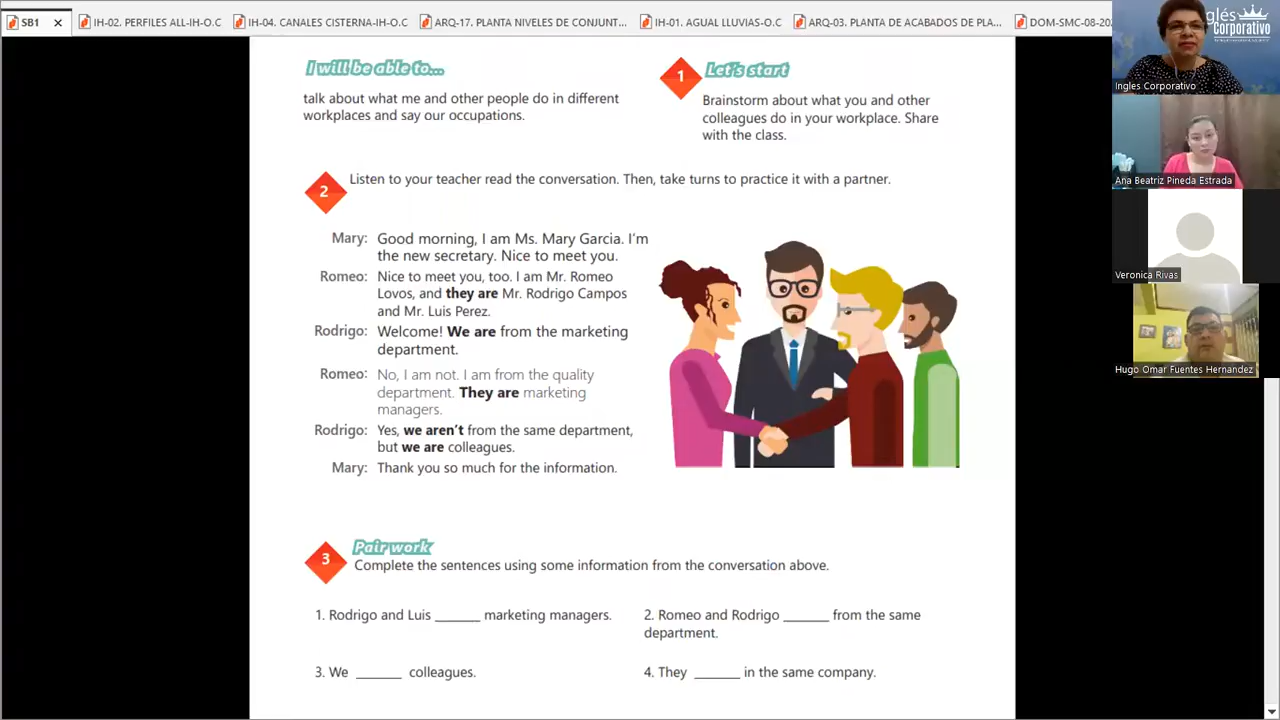 SB1
IH-02. PERFILES ALL-IH-O.C
IH-04. CANALES CISTERNA-IH-O.C
ARQ-17. PLANTA NIVELES DE CONJUNT...
IH-01. AGUAL LLUVIAS-O.C
ARQ-03. PLANTA DE ACABADOS DE PLA...
DOM-SMC-08-20
glés
Corporativo
Ingles Corporativo
Ana Beatriz Pineda Estrada
Veronica Rivas
Hugo Omar Fuentes Hernandez
I will be able to...
talk about what me and other people do in different
workplaces and say our occupations.
1
Let's start
Brainstorm about what you and other
colleagues do in your workplace. Share
with the class.
2
Listen to your teacher read the conversation. Then, take turns to practice it with a partner.
Mary: Good morning, I am Ms. Mary Garcia. I'm
the new secretary. Nice to meet you.
Romeo: Nice to meet you, too. I am Mr. Romeo
Lovos, and they are Mr. Rodrigo Campos
and Mr. Luis Perez.
Rodrigo: Welcome! We are from the marketing
department.
Romeo: No, I am not. I am from the quality
department. They are marketing
managers.
Rodrigo: Yes, we aren't from the same department,
but we are colleagues.
Mary: Thank you so much for the information.
3
Pair work
Complete the sentences using some information from the conversation above.
1. Rodrigo and Luis ______ marketing managers.
2. Romeo and Rodrigo ______ from the same
department.
3. We ______ colleagues.
4. They ______ in the same company.